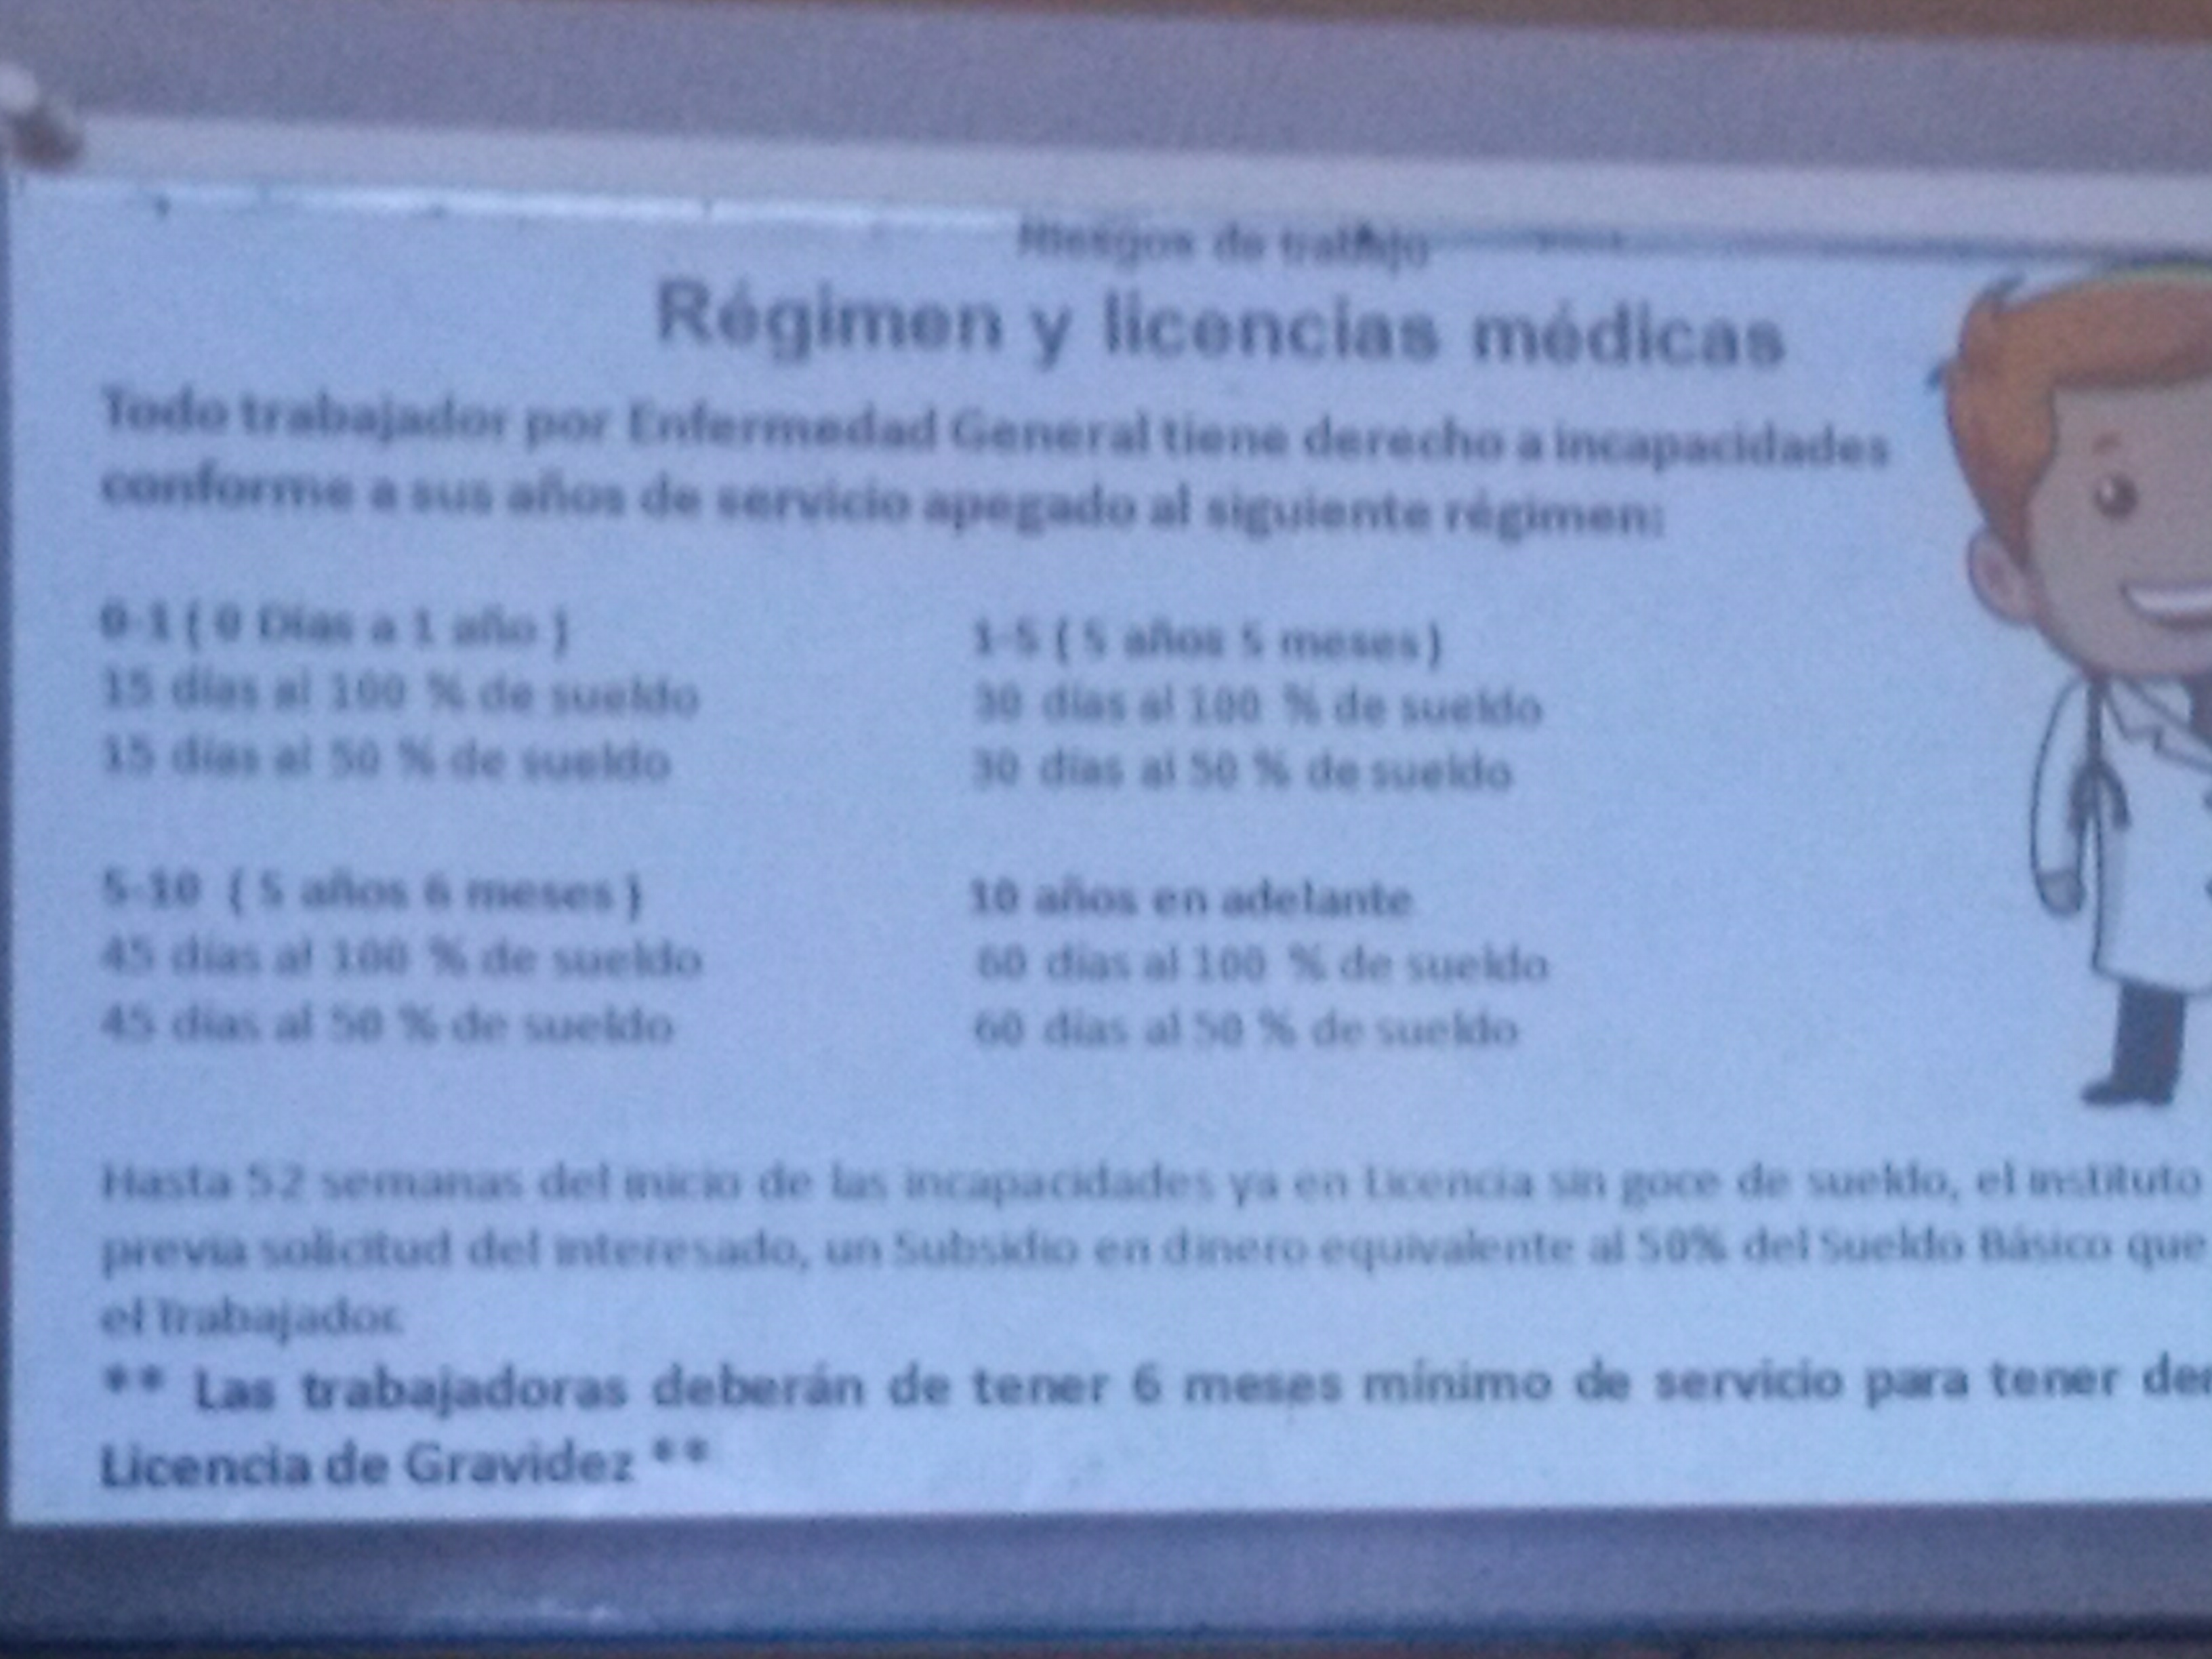 Riesgos de trabajo
Régimen y licencias médicas
Todo trabajador por Enfermedad General tiene derecho a incapacidades
conforme a sus años de servicio apegado al siguiente régimen:
0-1 ( 0 Días a 1 año )
15 días al 100 % de sueldo
15 días al 50 % de sueldo
1-5 ( 5 años 5 meses )
30 días al 100 % de sueldo
30 días al 50 % de sueldo
5-10 ( 5 años 6 meses )
45 días al 100 % de sueldo
45 días al 50 % de sueldo
10 años en adelante
60 días al 100 % de sueldo
60 días al 50 % de sueldo
Hasta 52 semanas del inicio de las incapacidades ya en Licencia sin goce de sueldo, el instituto
previa solicitud del interesado, un Subsidio en dinero equivalente al 50% del Sueldo Básico que
el Trabajador.
** Las trabajadoras deberán de tener 6 meses mínimo de servicio para tener der
Licencia de Gravidez **